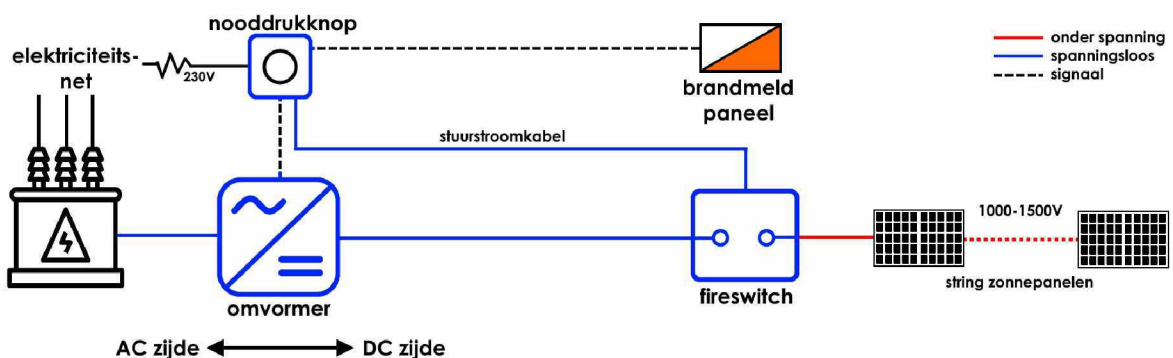 nooddrukknop
elektriciteits-
net
230V
brandmeld
paneel
onder spanning
spanningsloos
signaal
stuurstroomkabel
1000-1500V
omvormer
fireswitch
string zonnepanelen
AC zijde
DC zijde